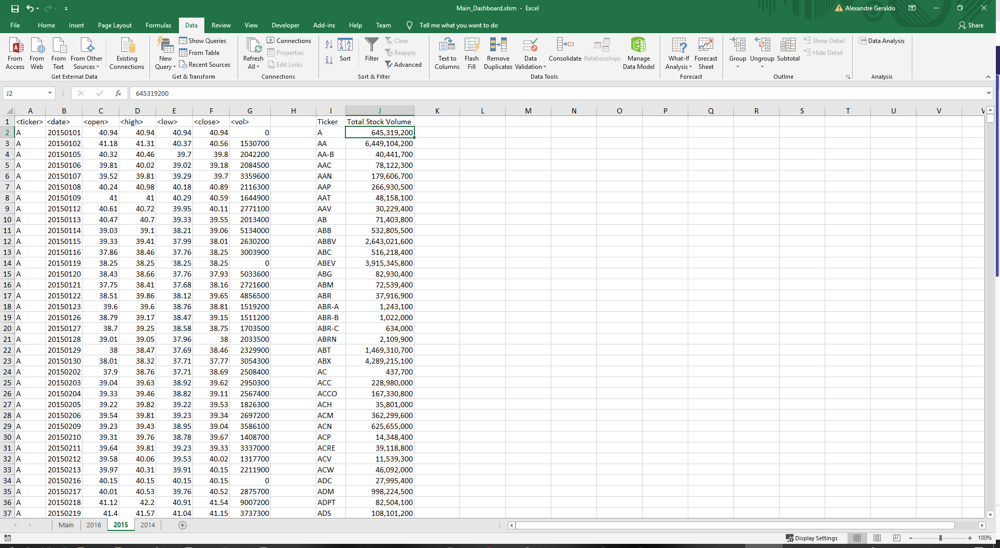 Main_Dashboard.xlsm - Excel
Alexandre Geraldo
File Home Insert Page Layout Formulas Data Review View Developer Add-ins Help Team Tell me what you want to do Share
From Access
From Web
From Text
From Other Sources
Existing Connections
Get External Data
New Query
Show Queries
From Table
Recent Sources
Get & Transform
Refresh All
Connections
Properties
Edit Links
Connections
Sort
Filter
Clear
Reapply
Advanced
Sort & Filter
Text to Columns
Flash Fill
Remove Duplicates
Data Validation
Consolidate
Relationships
Manage Data Model
Data Tools
What-If Analysis
Forecast Sheet
Forecast
Group
Ungroup
Subtotal
Show Detail
Hide Detail
Outline
Data Analysis
Analysis
J2 fx 645319200
A B C D E F G H I J K L M N O P Q R S T U V
1 <ticker> <date> <open> <high> <low> <close> <vol> Ticker Total Stock Volume
2 A 20150101 40.94 40.94 40.94 40.94 0 A 645,319,200
3 A 20150102 41.18 41.31 40.37 40.56 1530700 AA 6,449,104,200
4 A 20150105 40.32 40.46 39.7 39.8 2042200 AA-B 40,441,700
5 A 20150106 39.81 40.02 39.02 39.18 2084500 AAC 78,122,300
6 A 20150107 39.52 39.81 39.29 39.7 3359600 AAN 179,606,700
7 A 20150108 40.24 40.98 40.18 40.89 2116300 AAP 266,930,500
8 A 20150109 41 41 40.29 40.59 1644900 AAT 48,158,100
9 A 20150112 40.61 40.72 39.95 40.11 2771100 AAV 30,229,400
10 A 20150113 40.47 40.7 39.33 39.55 2013400 AB 71,403,800
11 A 20150114 39.03 39.1 38.21 39.06 5134000 ABB 532,805,500
12 A 20150115 39.33 39.41 37.99 38.01 2630200 ABBV 2,643,021,600
13 A 20150116 37.86 38.46 37.76 38.25 3003900 ABC 516,218,400
14 A 20150119 38.25 38.25 38.25 38.25 0 ABEV 3,915,345,800
15 A 20150120 38.43 38.66 37.76 37.93 5033600 ABG 82,930,400
16 A 20150121 37.75 38.41 37.68 38.16 2721600 ABM 72,539,400
17 A 20150122 38.51 39.86 38.12 39.65 4856500 ABR 37,916,900
18 A 20150123 39.6 39.6 38.76 38.81 1519200 ABR-A 1,243,100
19 A 20150126 38.79 39.17 38.47 39.15 1511200 ABR-B 1,022,000
20 A 20150127 38.7 39.25 38.58 38.75 1703500 ABR-C 634,000
21 A 20150128 39.01 39.05 37.96 38 2033500 ABRN 2,109,900
22 A 20150129 38 38.47 37.69 38.46 2329900 ABT 1,469,310,700
23 A 20150130 38.01 38.32 37.71 37.77 3054300 ABX 4,289,215,100
24 A 20150202 37.9 38.76 37.71 38.69 2508400 AC 437,700
25 A 20150203 39.04 39.63 38.92 39.62 2950300 ACC 228,980,000
26 A 20150204 39.33 39.46 38.82 39.11 2567400 ACCO 167,330,800
27 A 20150205 39.22 39.82 39.22 39.53 1826300 ACH 35,801,000
28 A 20150206 39.54 39.81 39.23 39.34 2697200 ACM 362,299,600
29 A 20150209 39.23 39.43 38.95 39.04 3586100 ACN 625,655,000
30 A 20150210 39.31 39.76 38.78 39.67 1408700 ACP 14,348,400
31 A 20150211 39.64 39.81 39.23 39.33 3337000 ACRE 39,118,800
32 A 20150212 39.58 40.06 39.53 40.02 1317700 ACV 11,539,300
33 A 20150213 39.97 40.31 39.91 40.15 2211900 ACW 46,092,000
34 A 20150216 40.15 40.15 40.15 40.15 0 ADC 27,995,400
35 A 20150217 40.01 40.53 39.76 40.52 2875700 ADM 998,224,500
36 A 20150218 41.12 42.2 40.91 41.54 9007200 ADPT 82,504,100
37 A 20150219 41.4 41.57 41.04 41.15 3737300 ADS 108,101,200
Main 2016 2015 2014
Display Settings 100%